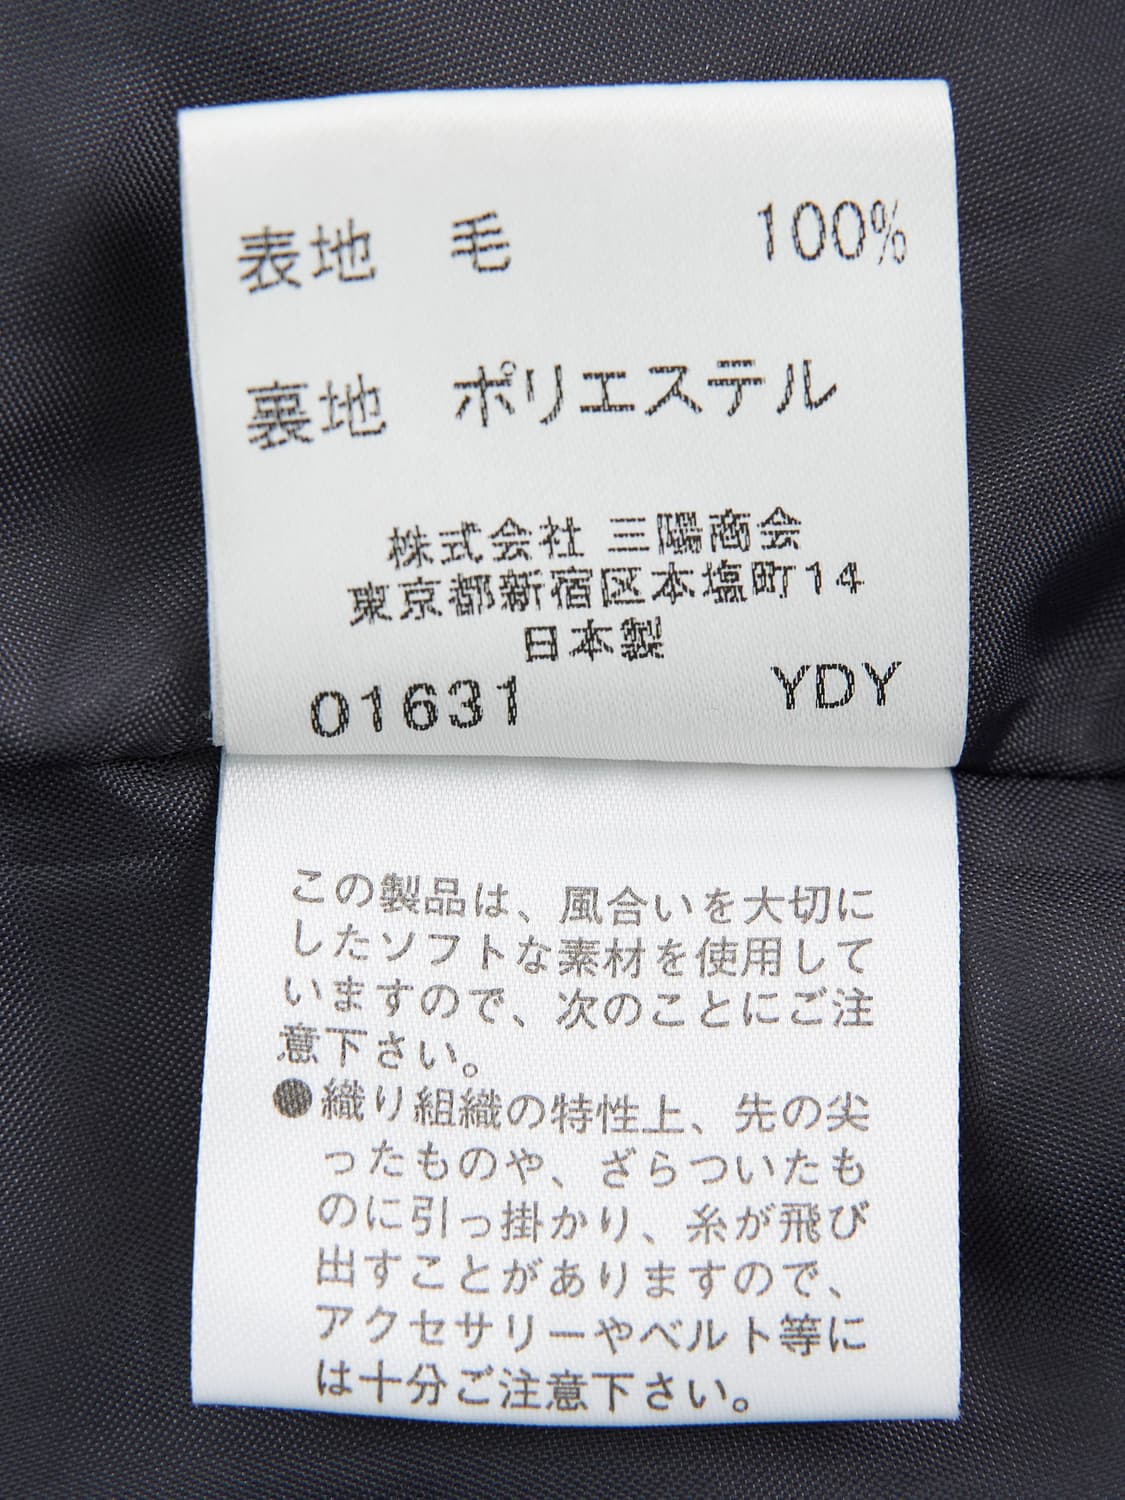 表地 毛 100%
裏地 ポリエステル
株式会社 三陽商会
東京都新宿区本塩町14
日本製
01631 YDY
この製品は、風合いを大切に
したソフトな素材を使用して
いますので、次のことにご注
意下さい。
●織り組織の特性上、先の尖
ったものや、ざらついたも
のに引っ掛かり、糸が飛び
出すことがありますので、
アクセサリーやベルト等に
は十分ご注意下さい。